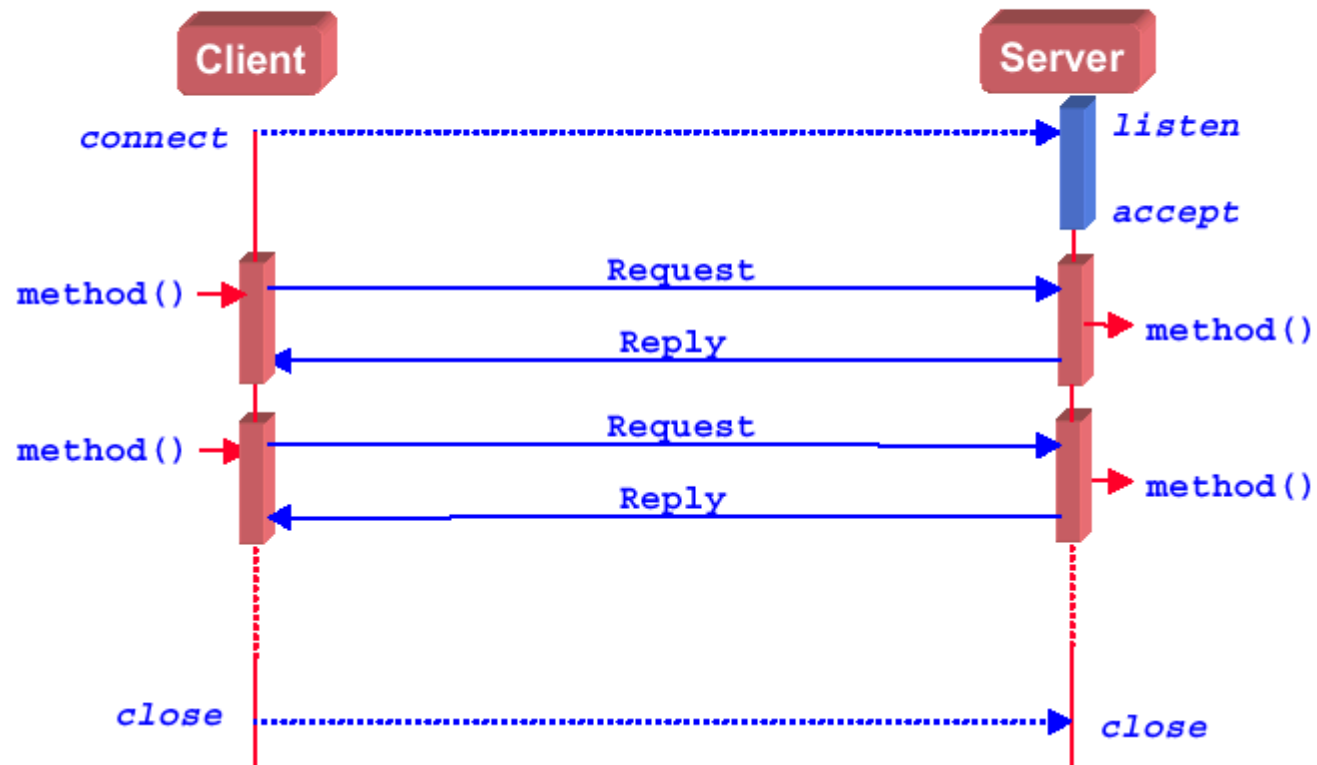 Client
Server
connect
listen
accept
Request
method()
method()
Reply
Request
method()
method()
Reply
close
close